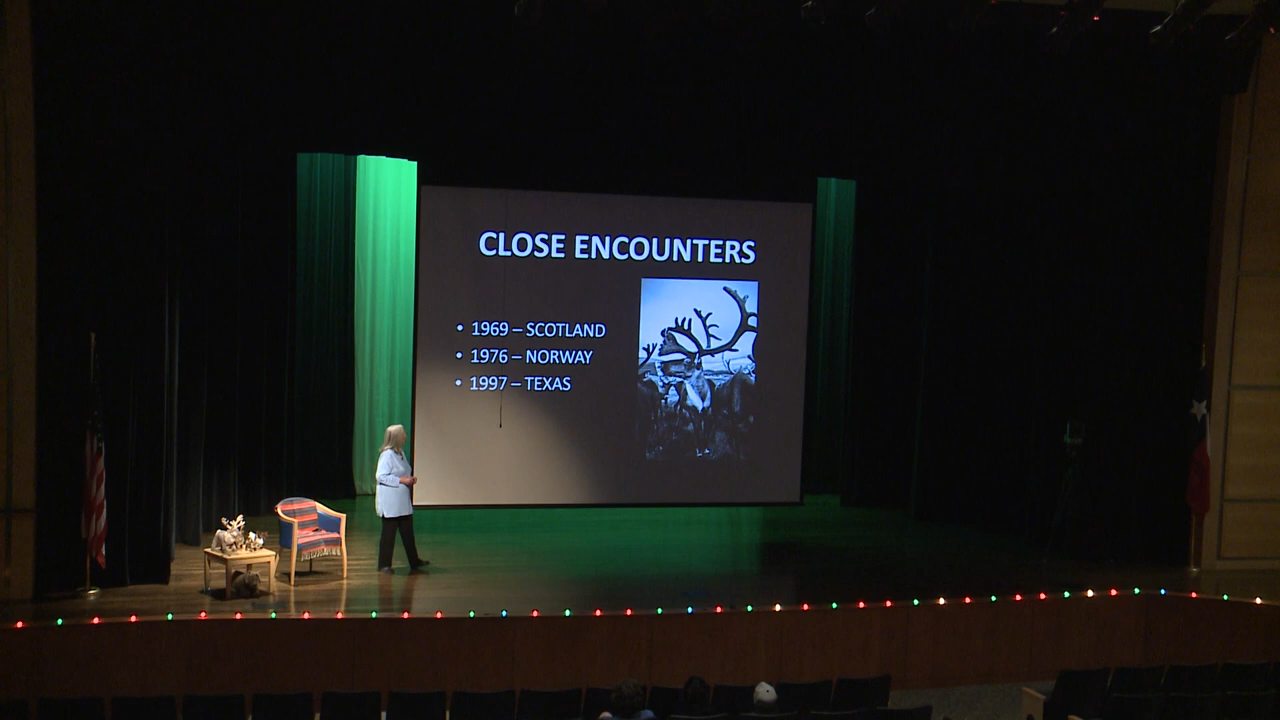 CLOSE ENCOUNTERS
• 1969 – SCOTLAND
• 1976 – NORWAY
• 1997 – TEXAS